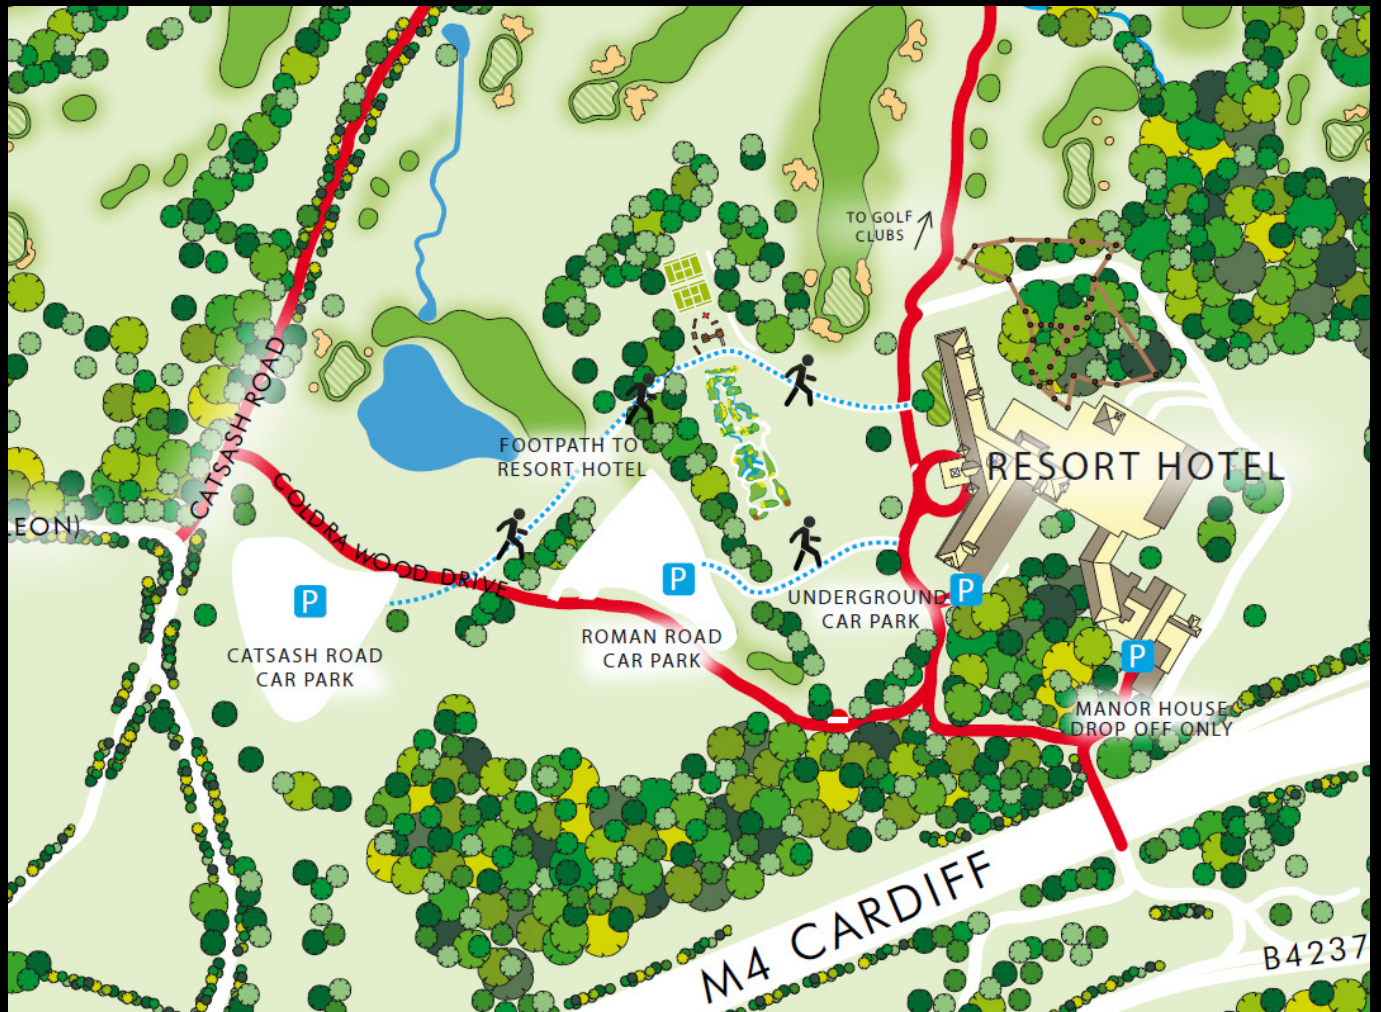 TO GOLF
CLUBS
CATSASH ROAD
FOOTPATH TO
RESORT HOTEL
RESORT HOTEL
LEON)
COLDRA WOOD DRIVE
P
P
P
UNDERGROUND
CAR PARK
ROMAN ROAD
CAR PARK
CATSASH ROAD
CAR PARK
P
MANOR HOUSE
DROP OFF ONLY
M4 CARDIFF
B4237